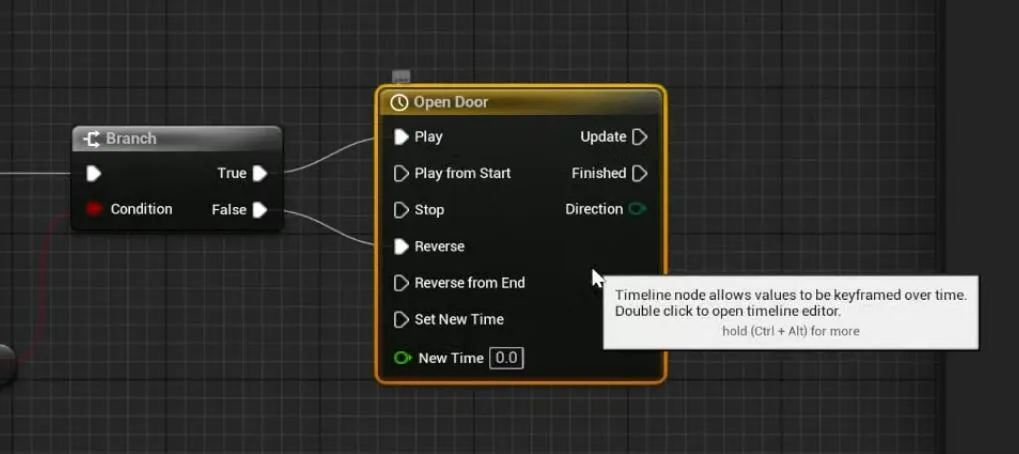 Open Door
Branch
Play
Update
True
Play from Start
Finished
Condition
False
Stop
Direction
Reverse
Reverse from End
Set New Time
New Time 0.0
Timeline node allows values to be keyframed over time.
Double click to open timeline editor.
hold (Ctrl + Alt) for more